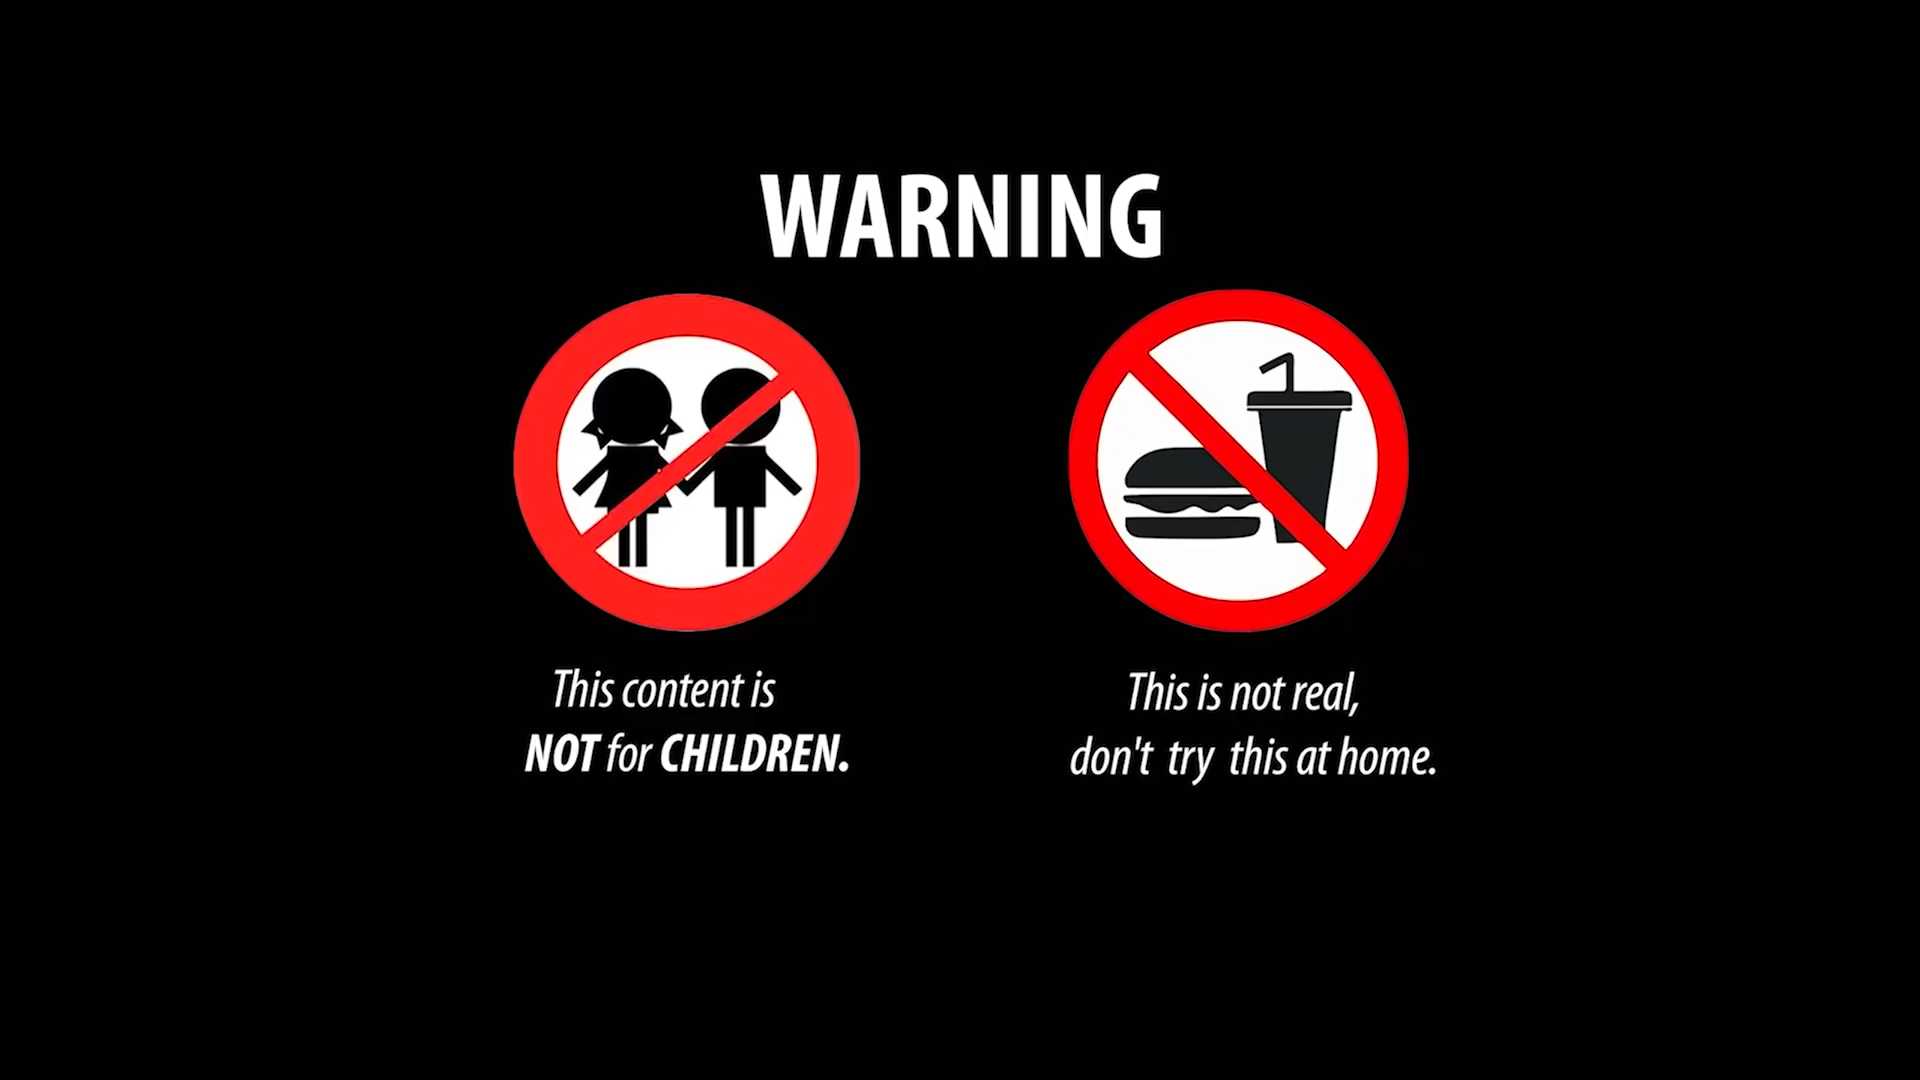 WARNING
This content is
NOT for CHILDREN.
This is not real,
don't try this at home.